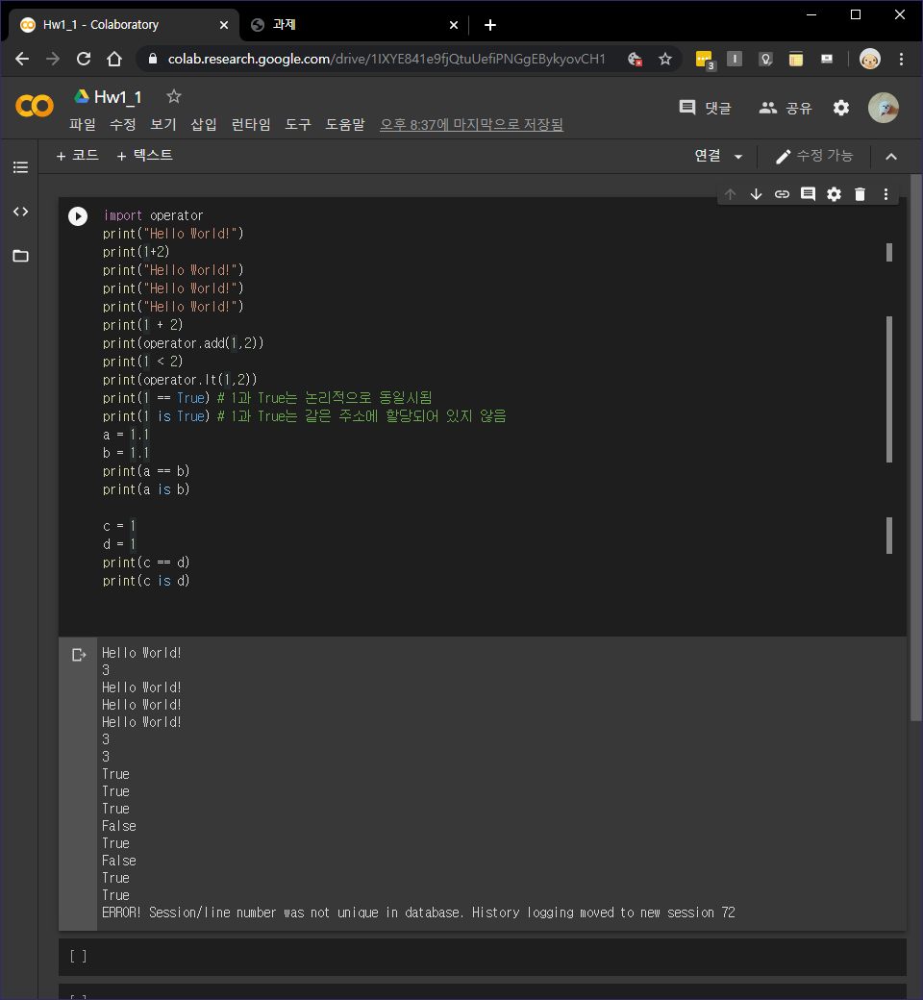 Hw1_1 - Colaboratory
과제
colab.research.google.com/drive/1IXYE841e9fjQtuUefiPNGgEBykyovCH1
3
Hw1_1
파일 수정 보기 삽입 런타임 도구 도움말 오후 8:37에 마지막으로 저장됨
댓글 공유
+ 코드 + 텍스트
연결 수정 가능
import operator
print("Hello World!")
print(1+2)
print("Hello World!")
print("Hello World!")
print("Hello World!")
print(1 + 2)
print(operator.add(1,2))
print(1 < 2)
print(operator.lt(1,2))
print(1 == True) # 1과 True는 논리적으로 동일시됨
print(1 is True) # 1과 True는 같은 주소에 할당되어 있지 않음
a = 1.1
b = 1.1
print(a == b)
print(a is b)
c = 1
d = 1
print(c == d)
print(c is d)
Hello World!
3
Hello World!
Hello World!
Hello World!
3
3
True
True
True
False
True
False
True
True
ERROR! Session/line number was not unique in database. History logging moved to new session 72
[ ]
[ ]